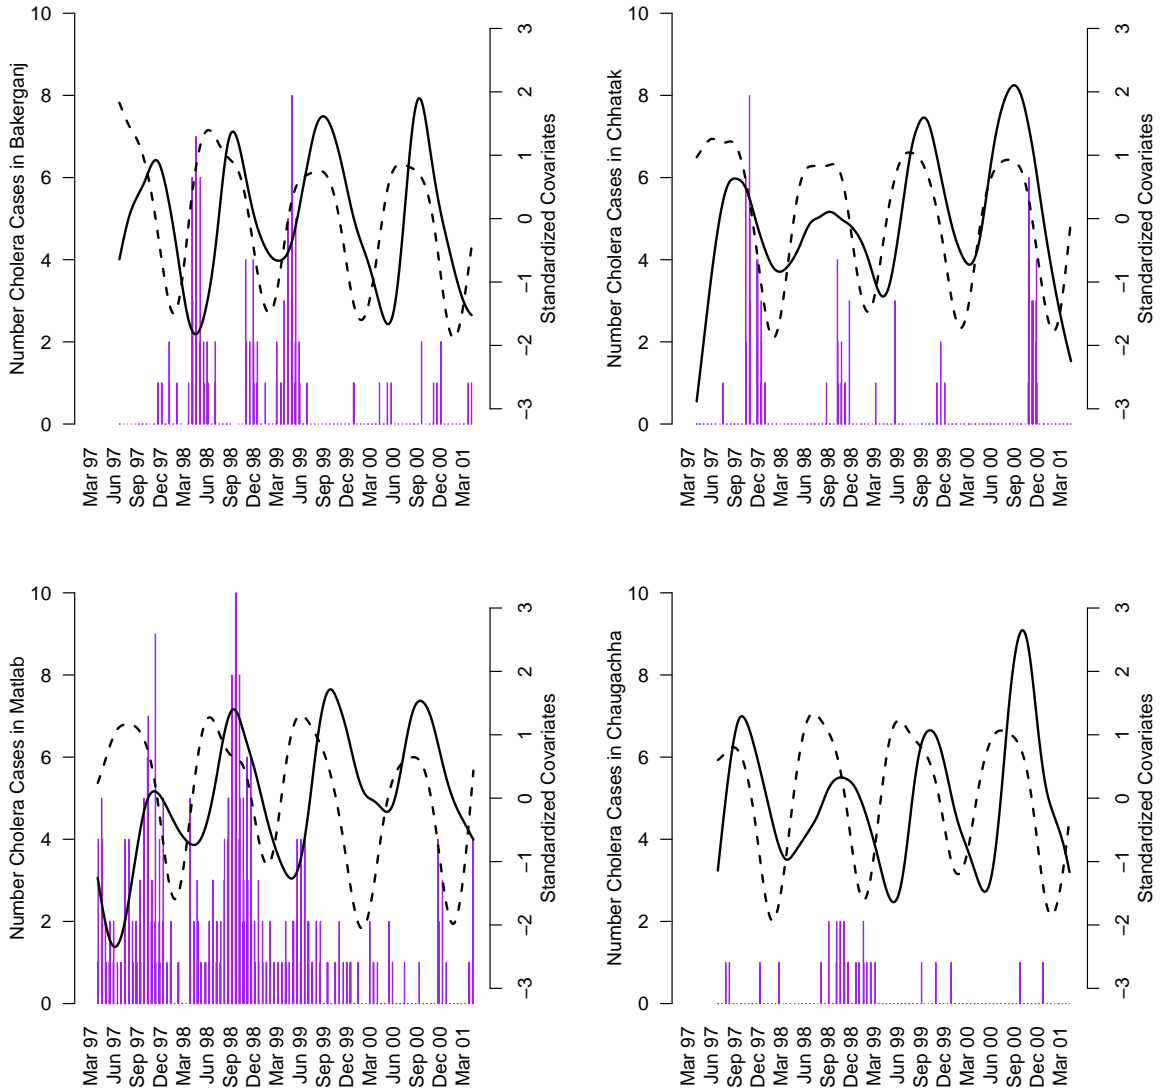 Number Cholera Cases in Bakerganj
0 2 4 6 8 10
Mar 97 Jun 97 Sep 97 Dec 97 Mar 98 Jun 98 Sep 98 Dec 98 Mar 99 Jun 99 Sep 99 Dec 99 Mar 00 Jun 00 Sep 00 Dec 00 Mar 01
−3 −2 −1 0 1 2 3
Standardized Covariates
Number Cholera Cases in Chhatak
0 2 4 6 8 10
Mar 97 Jun 97 Sep 97 Dec 97 Mar 98 Jun 98 Sep 98 Dec 98 Mar 99 Jun 99 Sep 99 Dec 99 Mar 00 Jun 00 Sep 00 Dec 00 Mar 01
−3 −2 −1 0 1 2 3
Standardized Covariates
Number Cholera Cases in Matlab
0 2 4 6 8 10
Mar 97 Jun 97 Sep 97 Dec 97 Mar 98 Jun 98 Sep 98 Dec 98 Mar 99 Jun 99 Sep 99 Dec 99 Mar 00 Jun 00 Sep 00 Dec 00 Mar 01
−3 −2 −1 0 1 2 3
Standardized Covariates
Number Cholera Cases in Chaugachha
0 2 4 6 8 10
Mar 97 Jun 97 Sep 97 Dec 97 Mar 98 Jun 98 Sep 98 Dec 98 Mar 99 Jun 99 Sep 99 Dec 99 Mar 00 Jun 00 Sep 00 Dec 00 Mar 01
−3 −2 −1 0 1 2 3
Standardized Covariates